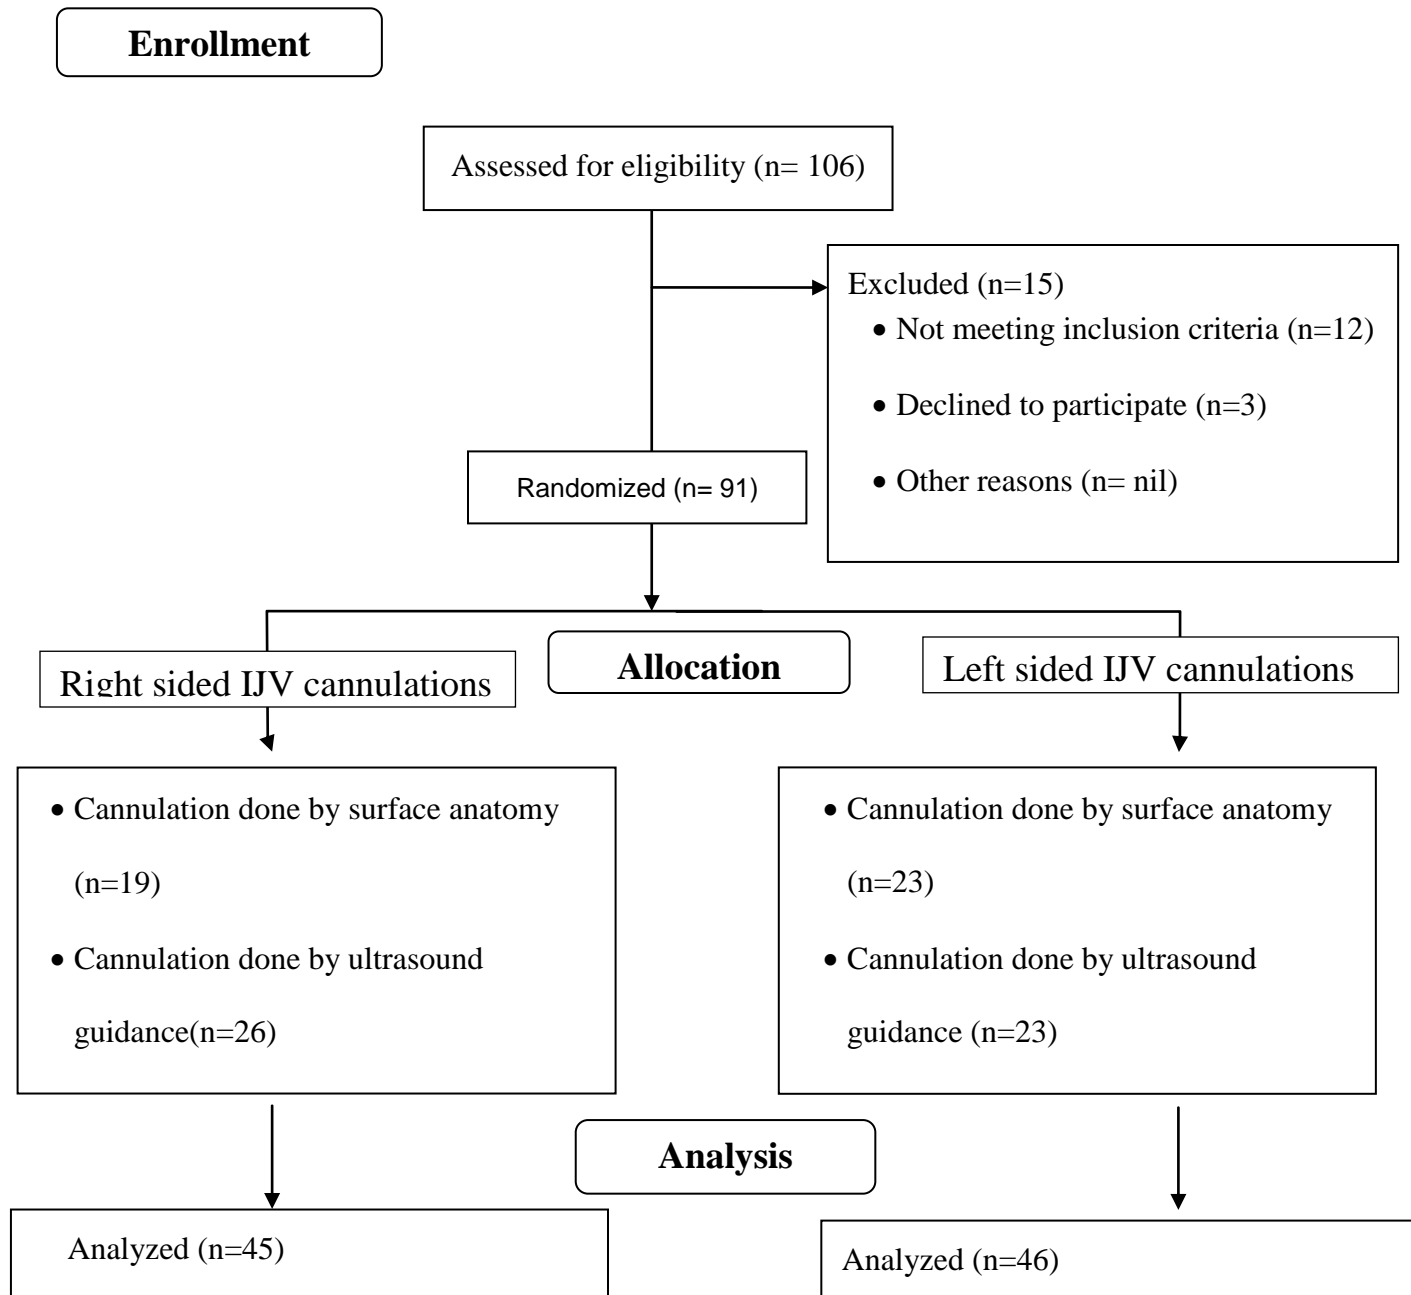 Enrollment
Assessed for eligibility (n= 106)
Excluded (n=15)
• Not meeting inclusion criteria (n=12)
• Declined to participate (n=3)
• Other reasons (n= nil)
Randomized (n= 91)
Allocation
Right sided IJV cannulations
Left sided IJV cannulations
• Cannulation done by surface anatomy
(n=19)
• Cannulation done by ultrasound
guidance(n=26)
• Cannulation done by surface anatomy
(n=23)
• Cannulation done by ultrasound
guidance (n=23)
Analysis
Analyzed (n=45)
Analyzed (n=46)